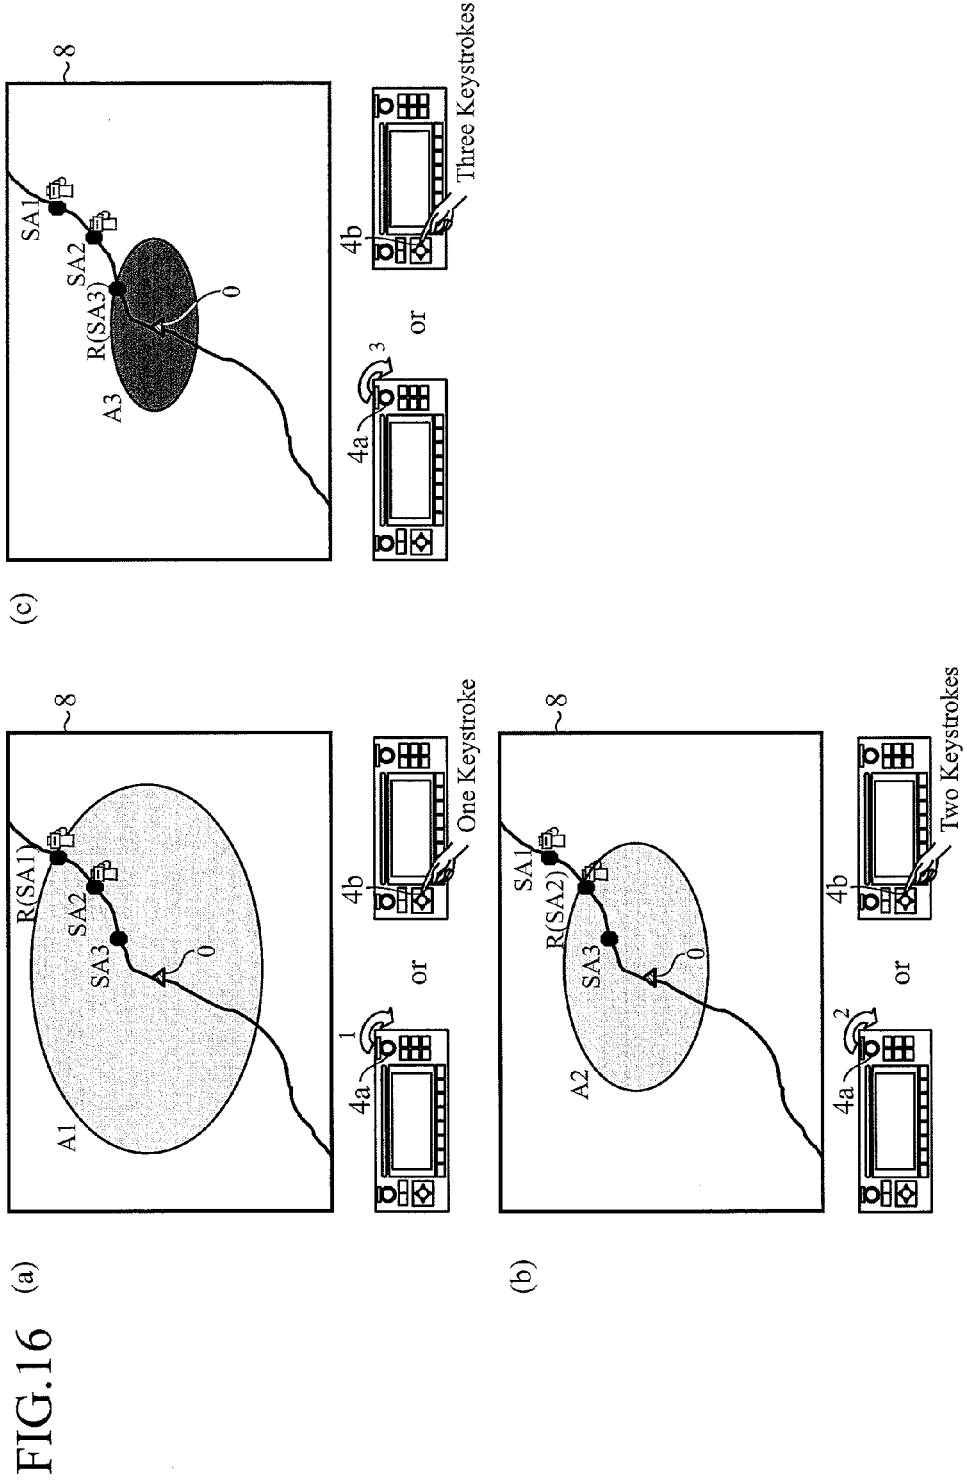 FIG.16
(a)
A1
R(SA1)
SA2
SA3
0
~8
4a
1
or
4b
One Keystroke
(b)
A2
SA1
R(SA2)
SA3
0
~8
4a
2
or
4b
Two Keystrokes
(c)
A3
SA1
SA2
R(SA3)
0
~8
4a
3
or
4b
Three Keystrokes